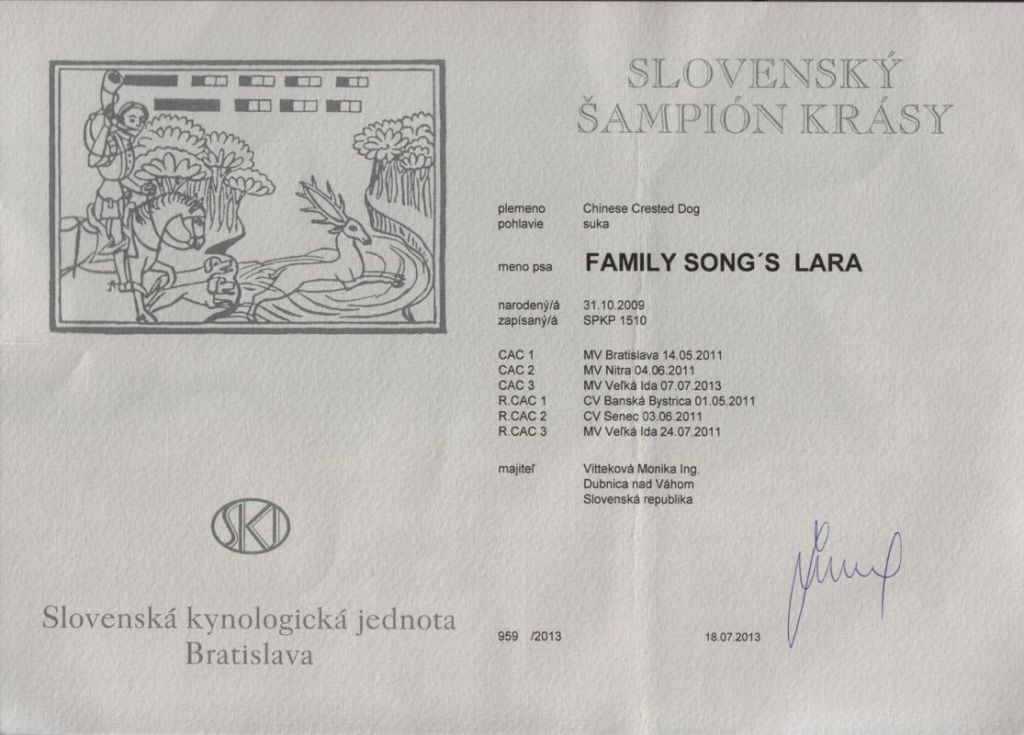 SLOVENSKÝ
ŠAMPIÓN KRÁSY
plemeno Chinese Crested Dog
pohlavie suka
meno psa FAMILY SONG´S LARA
narodený/á 31.10.2009
zapísaný/á SPKP 1510
CAC 1 MV Bratislava 14.05.2011
CAC 2 MV Nitra 04.06.2011
CAC 3 MV Veľká Ida 07.07.2013
R.CAC 1 CV Banská Bystrica 01.05.2011
R.CAC 2 CV Senec 03.06.2011
R.CAC 3 MV Veľká Ida 24.07.2011
majiteľ Vitteková Monika Ing.
Dubnica nad Váhom
Slovenská republika
SKJ
Slovenská kynologická jednota
Bratislava
959 /2013 18.07.2013